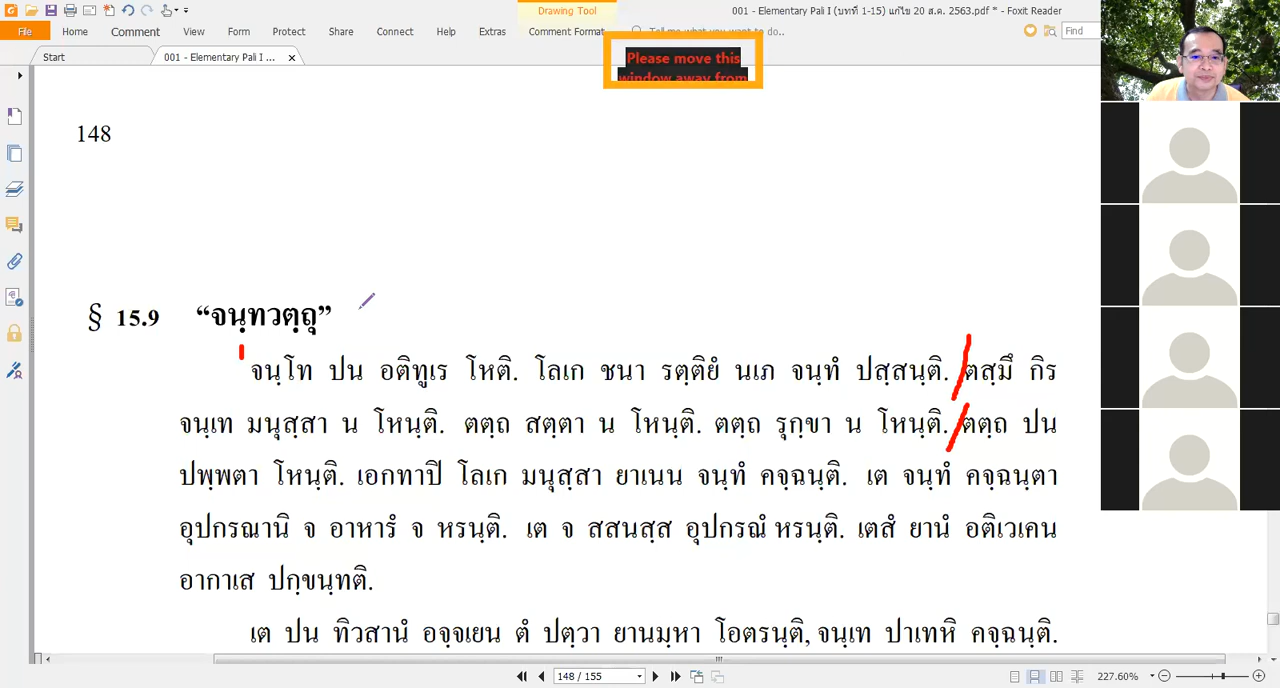 Drawing Tool
001 - Elementary Pali I (บทที่ 1-15) แก้ไข 20 ส.ค. 2563.pdf * - Foxit Reader
File Home Comment View Form Protect Connect Share Help Extras Comment Format Tell me what you want to do.. Find
Start 001 - Elementary Pali I ...
Please move this
window away from
148
§ 15.9 “จนฺทวตฺถุ”
จนฺโท ปน อติทูเร โหติ. โลเก ชนา รตฺติยํ นเภ จนฺทํ ปสฺสนฺติ. ตสฺมึ กิร
จนฺเท มนุสฺสา น โหนฺติ. ตตฺถ สตฺตา น โหนฺติ. ตตฺถ รุกฺขา น โหนฺติ. ตตฺถ ปน
ปพฺพตา โหนฺติ. เอกทาปิ โลเก มนุสฺสา ยาเนน จนฺทํ คจฺฉนฺติ. เต จนฺทํ คจฺฉนฺตา
อุปกรณานิ จ อาหารํ จ หรนฺติ. เต จ สสนสฺส อุปกรณํ หรนฺติ. เตสํ ยานํ อติเวเคน
อากาเส ปกฺขนฺทติ.
เต ปน ทิวสานํ อจฺจเยน ตํ ปตฺวา ยานมฺหา โอตรนฺติ, จนฺเท ปาเทหิ คจฺฉนฺติ.
148 / 155
227.60%